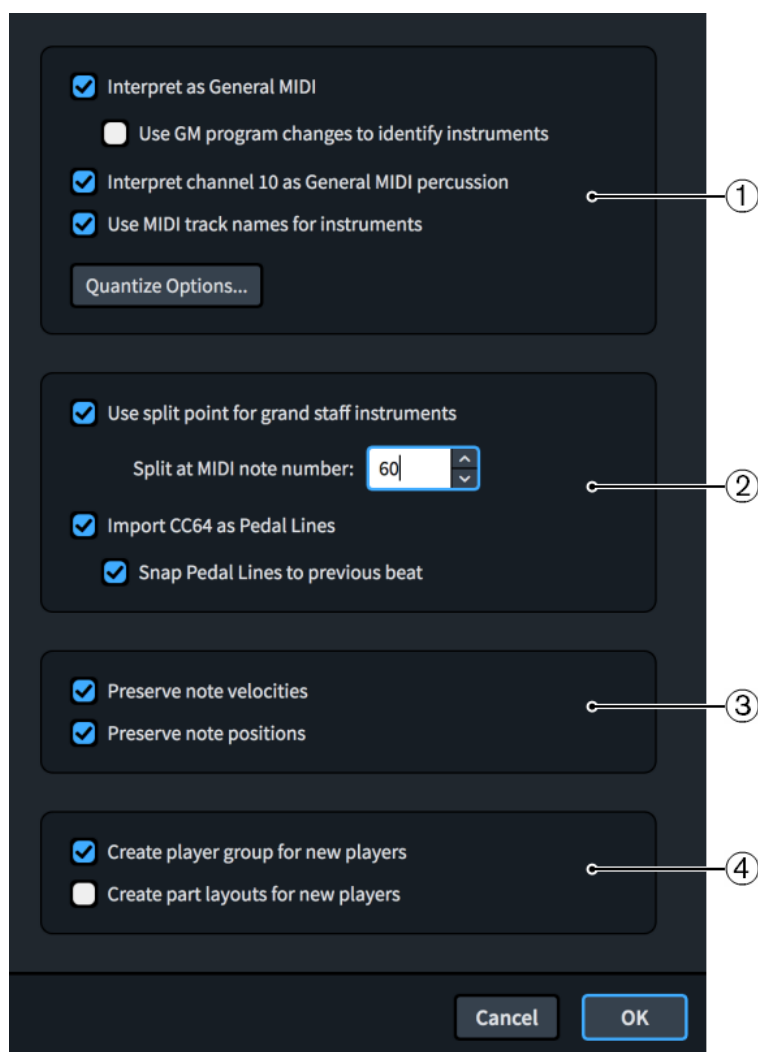 Interpret as General MIDI
Use GM program changes to identify instruments
Interpret channel 10 as General MIDI percussion
①
Use MIDI track names for instruments
Quantize Options...
Use split point for grand staff instruments
Split at MIDI note number: 60
②
Import CC64 as Pedal Lines
Snap Pedal Lines to previous beat
Preserve note velocities
③
Preserve note positions
Create player group for new players
④
Create part layouts for new players
Cancel OK